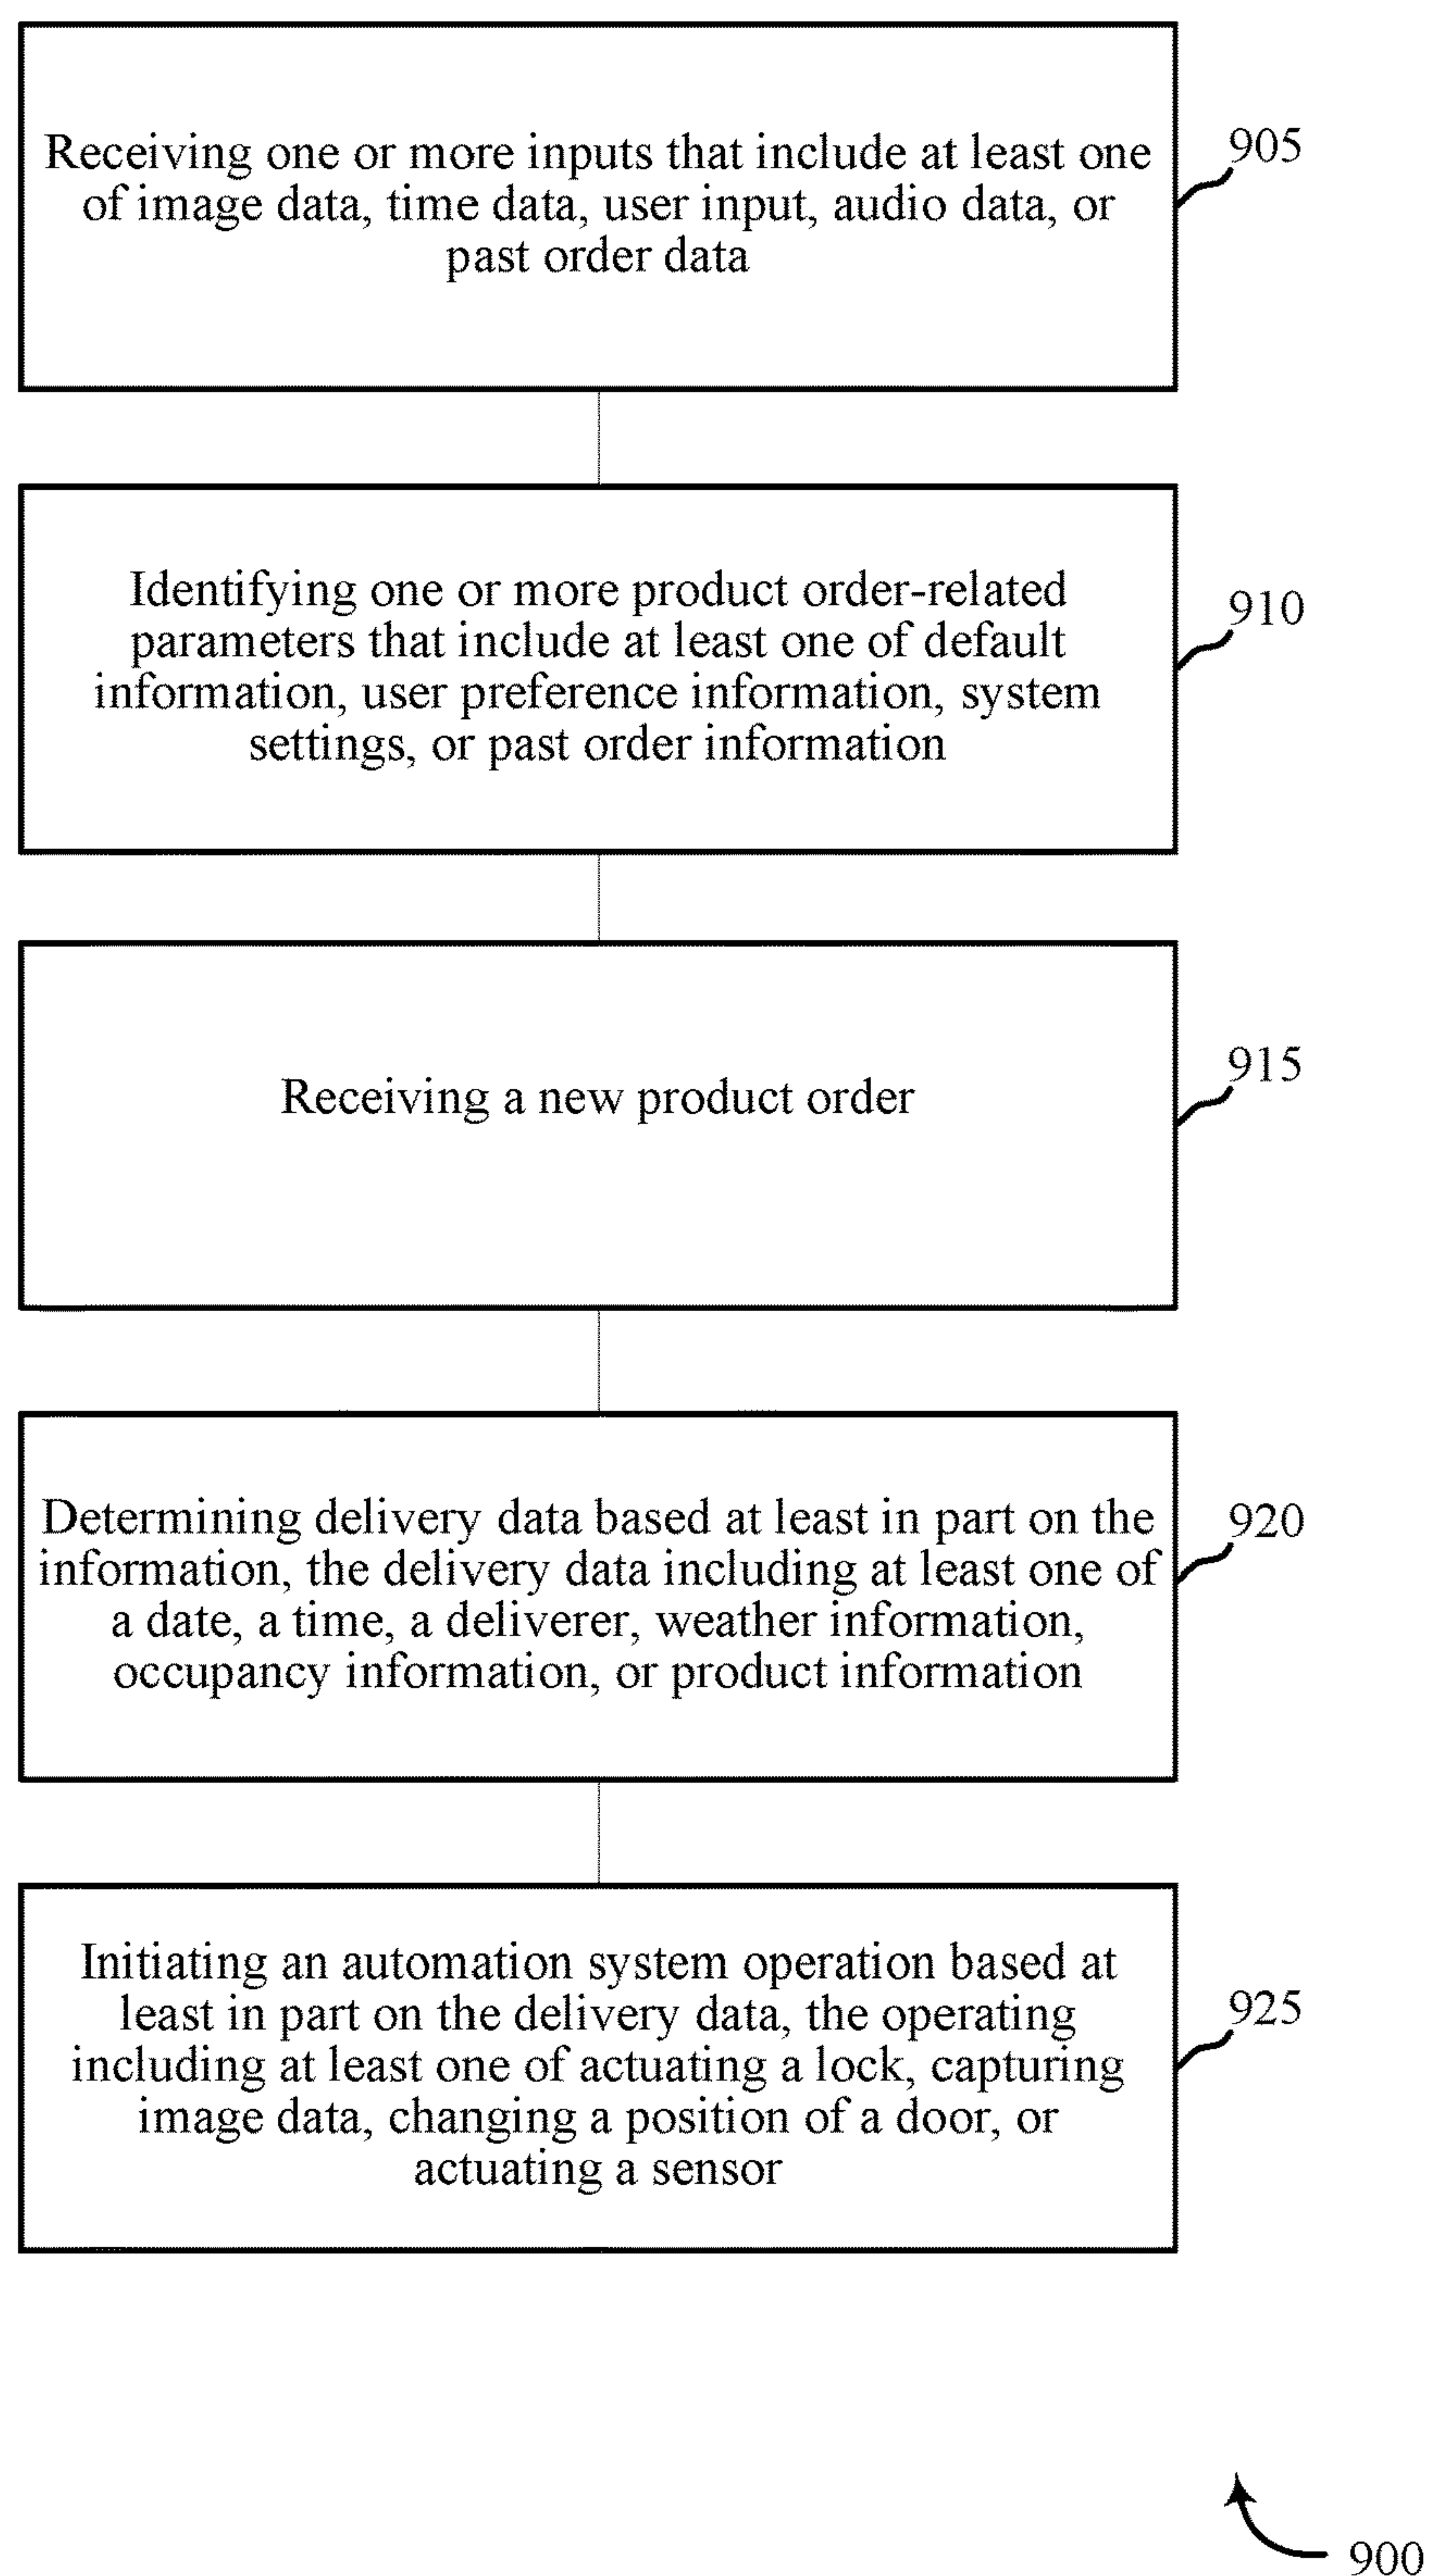 Receiving one or more inputs that include at least one
of image data, time data, user input, audio data, or
past order data
905
Identifying one or more product order-related
parameters that include at least one of default
information, user preference information, system
settings, or past order information
910
Receiving a new product order
915
Determining delivery data based at least in part on the
information, the delivery data including at least one of
a date, a time, a deliverer, weather information,
occupancy information, or product information
920
Initiating an automation system operation based at
least in part on the delivery data, the operating
including at least one of actuating a lock, capturing
image data, changing a position of a door, or
actuating a sensor
925
900